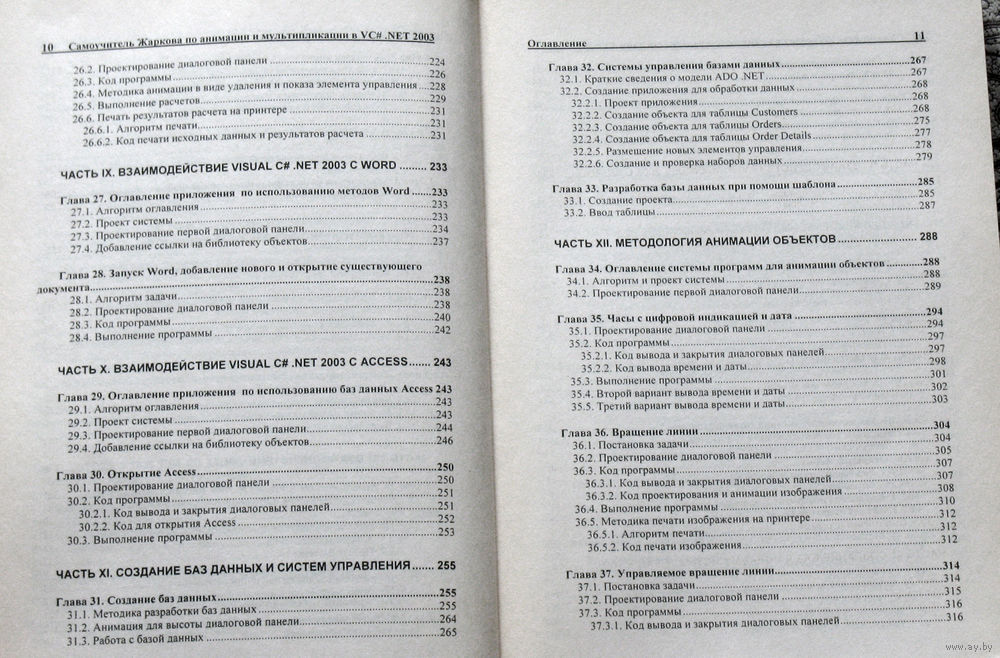 10 Самоучитель Жаркова по анимации и мультипликации в VC# .NET 2003
26.2. Проектирование диалоговой панели 224
26.3. Код программы 226
26.4. Методика анимации в виде удаления и показа элемента управления 228
26.5. Выполнение расчетов 229
26.6. Печать результатов расчета на принтере 231
26.6.1. Алгоритм печати 231
26.6.2. Код печати исходных данных и результатов расчета 231
ЧАСТЬ IX. ВЗАИМОДЕЙСТВИЕ VISUAL C# .NET 2003 С WORD 233
Глава 27. Оглавление приложения по использованию методов Word 233
27.1. Алгоритм оглавления 233
27.2. Проект системы 233
27.3. Проектирование первой диалоговой панели 234
27.4. Добавление ссылки на библиотеку объектов 237
Глава 28. Запуск Word, добавление нового и открытие существующего
документа 238
28.1. Алгоритм задачи 238
28.2. Проектирование диалоговой панели 238
28.3. Код программы 240
28.4. Выполнение программы 242
ЧАСТЬ X. ВЗАИМОДЕЙСТВИЕ VISUAL C# .NET 2003 С ACCESS 243
Глава 29. Оглавление приложения по использованию баз данных Access 243
29.1. Алгоритм оглавления 243
29.2. Проект системы 243
29.3. Проектирование первой диалоговой панели 244
29.4. Добавление ссылки на библиотеку объектов 246
Глава 30. Открытие Access 250
30.1. Проектирование диалоговой панели 250
30.2. Код программы 251
30.2.1. Код вывода и закрытия диалоговых панелей 251
30.2.2. Код для открытия Access 252
30.3. Выполнение программы 253
ЧАСТЬ XI. СОЗДАНИЕ БАЗ ДАННЫХ И СИСТЕМ УПРАВЛЕНИЯ 255
Глава 31. Создание баз данных 255
31.1. Методика разработки баз данных 255
31.2. Анимация для высоты диалоговой панели 264
31.3. Работа с базой данных 265
Оглавление 11
Глава 32. Системы управления базами данных 267
32.1. Краткие сведения о модели ADO .NET 267
32.2. Создание приложения для обработки данных 268
32.2.1. Проект приложения 268
32.2.2. Создание объекта для таблицы Customers 268
32.2.3. Создание объекта для таблицы Orders 275
32.2.4. Создание объекта для таблицы Order Details 277
32.2.5. Размещение новых элементов управления 278
32.2.6. Создание и проверка наборов данных 279
Глава 33. Разработка базы данных при помощи шаблона 285
33.1. Создание проекта 285
33.2. Ввод таблицы 287
ЧАСТЬ XII. МЕТОДОЛОГИЯ АНИМАЦИИ ОБЪЕКТОВ 288
Глава 34. Оглавление системы программ для анимации объектов 288
34.1. Алгоритм и проект системы 288
34.2. Проектирование первой диалоговой панели 289
Глава 35. Часы с цифровой индикацией и дата 294
35.1. Проектирование диалоговой панели 294
35.2. Код программы 297
35.2.1. Код вывода и закрытия диалоговых панелей 297
35.2.2. Код вывода времени и даты 298
35.3. Выполнение программы 301
35.4. Второй вариант вывода времени и даты 302
35.5. Третий вариант вывода времени и даты 303
Глава 36. Вращение линии 304
36.1. Постановка задачи 304
36.2. Проектирование диалоговой панели 305
36.3. Код программы 307
36.3.1. Код вывода и закрытия диалоговых панелей 307
36.3.2. Код проектирования и анимации изображения 308
36.4. Выполнение программы 310
36.5. Методика печати изображения на принтере 312
36.5.1. Алгоритм печати 312
36.5.2. Код печати изображения 312
Глава 37. Управляемое вращение линии 314
37.1. Постановка задачи 314
37.2. Проектирование диалоговой панели 315
37.3. Код программы 316
37.3.1. Код вывода и закрытия диалоговых панелей 316
www.ay.by